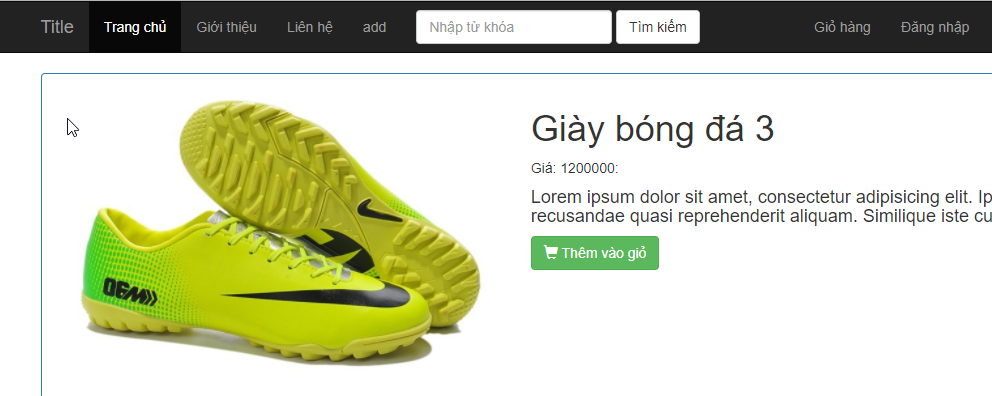 Title Trang chủ Giới thiệu Liên hệ add Nhập từ khóa Tìm kiếm Giỏ hàng Đăng nhập
Giày bóng đá 3
Giá: 1200000:
Lorem ipsum dolor sit amet, consectetur adipisicing elit. Ip
recusandae quasi reprehenderit aliquam. Similique iste cu
Thêm vào giỏ
OEM